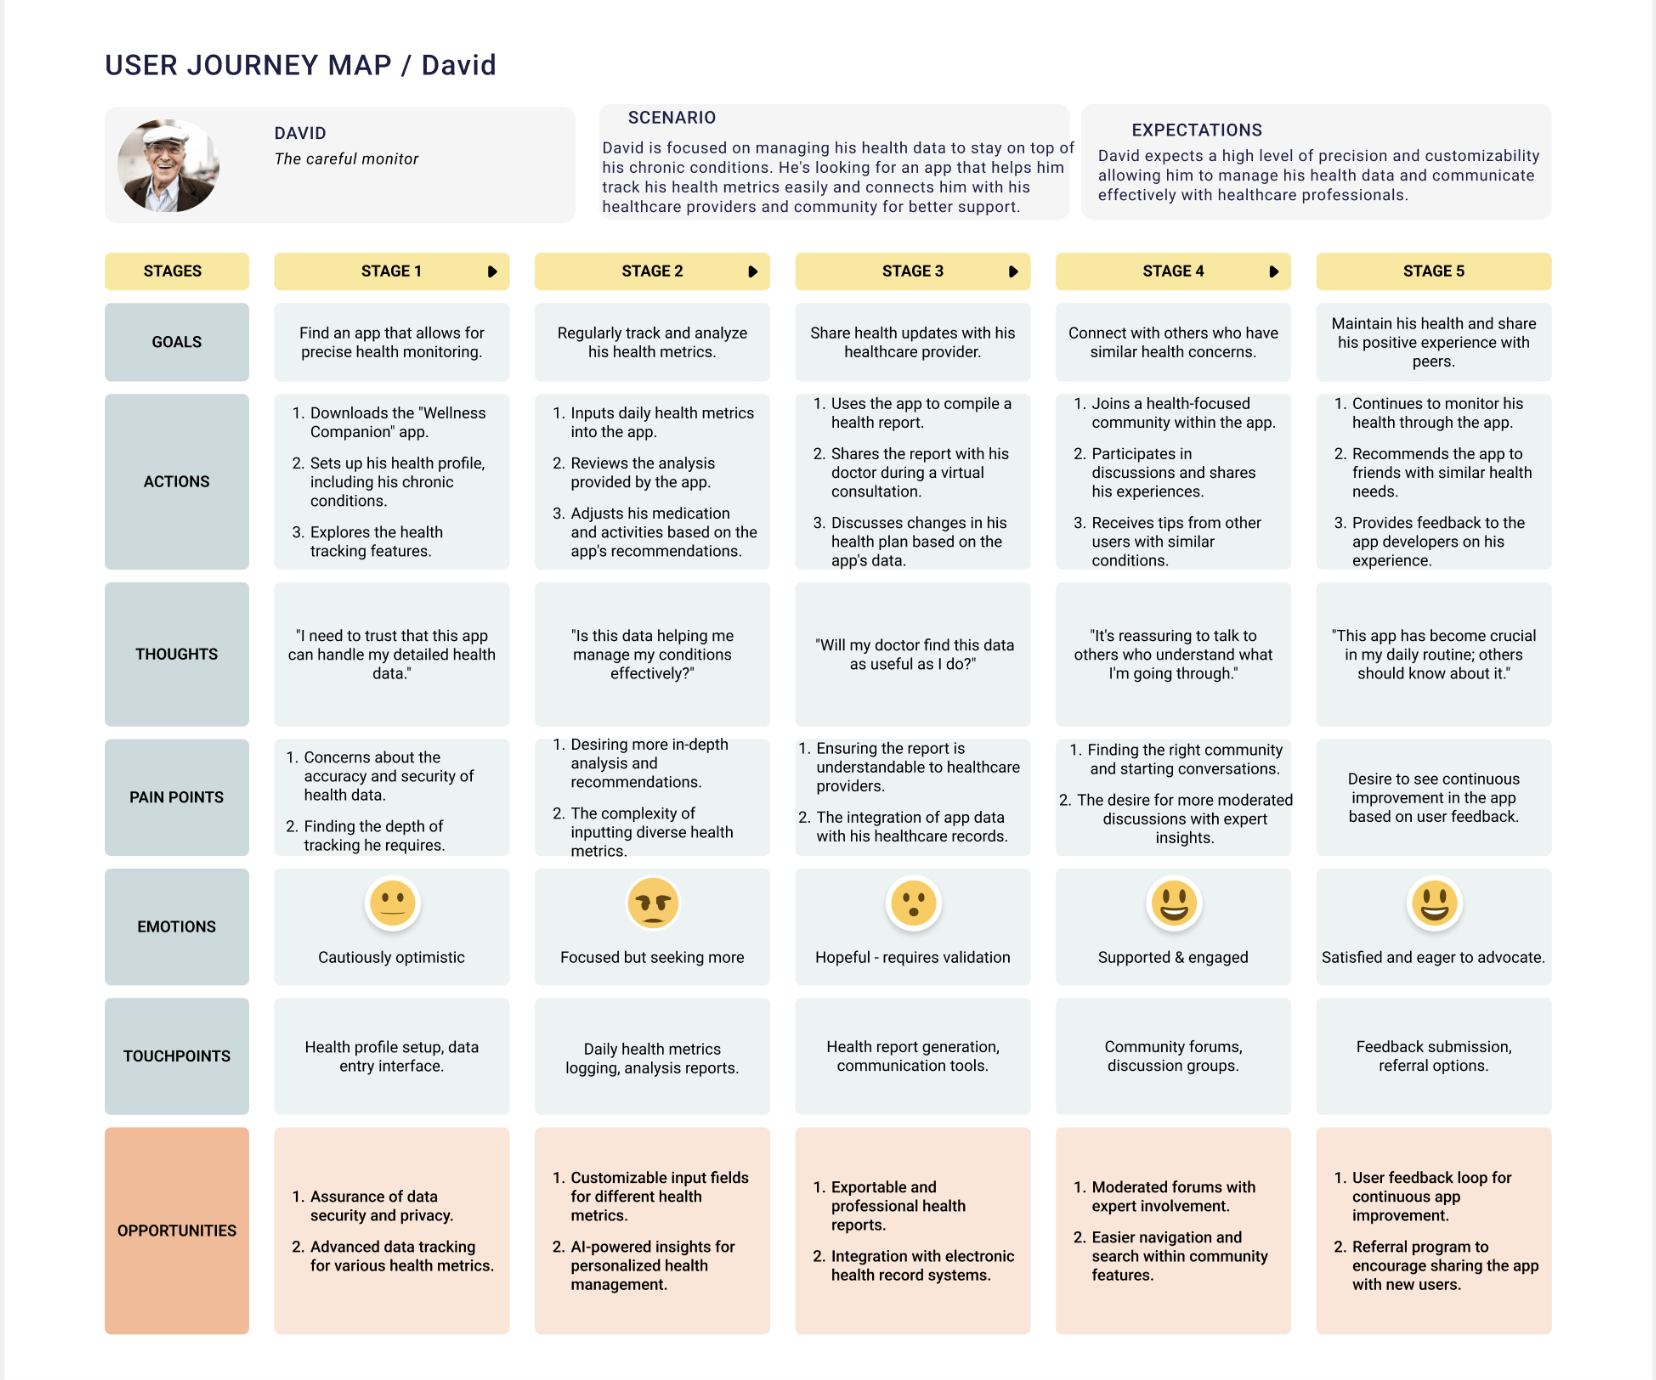 USER JOURNEY MAP / David
DAVID
The careful monitor
SCENARIO
David is focused on managing his health data to stay on top of
his chronic conditions. He's looking for an app that helps him
track his health metrics easily and connects him with his
healthcare providers and community for better support.
EXPECTATIONS
David expects a high level of precision and customizability
allowing him to manage his health data and communicate
effectively with healthcare professionals.
STAGES
STAGE 1
STAGE 2
STAGE 3
STAGE 4
STAGE 5
GOALS
Find an app that allows for
precise health monitoring.
Regularly track and analyze
his health metrics.
Share health updates with his
healthcare provider.
Connect with others who have
similar health concerns.
Maintain his health and share
his positive experience with
peers.
ACTIONS
1. Downloads the "Wellness
Companion" app.
2. Sets up his health profile,
including his chronic
conditions.
3. Explores the health
tracking features.
1. Inputs daily health metrics
into the app.
2. Reviews the analysis
provided by the app.
3. Adjusts his medication
and activities based on the
app's recommendations.
1. Uses the app to compile a
health report.
2. Shares the report with his
doctor during a virtual
consultation.
3. Discusses changes in his
health plan based on the
app's data.
1. Joins a health-focused
community within the app.
2. Participates in
discussions and shares
his experiences.
3. Receives tips from other
users with similar
conditions.
1. Continues to monitor his
health through the app.
2. Recommends the app to
friends with similar health
needs.
3. Provides feedback to the
app developers on his
experience.
THOUGHTS
"I need to trust that this app
can handle my detailed health
data."
"Is this data helping me
manage my conditions
effectively?"
"Will my doctor find this data
as useful as I do?"
"It's reassuring to talk to
others who understand what
I'm going through."
"This app has become crucial
in my daily routine; others
should know about it."
PAIN POINTS
1. Concerns about the
accuracy and security of
health data.
2. Finding the depth of
tracking he requires.
1. Desiring more in-depth
analysis and
recommendations.
2. The complexity of
inputting diverse health
metrics.
1. Ensuring the report is
understandable to healthcare
providers.
2. The integration of app data
with his healthcare records.
1. Finding the right community
and starting conversations.
2. The desire for more moderated
discussions with expert
insights.
Desire to see continuous
improvement in the app
based on user feedback.
EMOTIONS
Cautiously optimistic
Focused but seeking more
Hopeful - requires validation
Supported & engaged
Satisfied and eager to advocate.
TOUCHPOINTS
Health profile setup, data
entry interface.
Daily health metrics
logging, analysis reports.
Health report generation,
communication tools.
Community forums,
discussion groups.
Feedback submission,
referral options.
OPPORTUNITIES
1. Assurance of data
security and privacy.
2. Advanced data tracking
for various health metrics.
1. Customizable input fields
for different health
metrics.
2. AI-powered insights for
personalized health
management.
1. Exportable and
professional health
reports.
2. Integration with electronic
health record systems.
1. Moderated forums with
expert involvement.
2. Easier navigation and
search within community
features.
1. User feedback loop for
continuous app
improvement.
2. Referral program to
encourage sharing the app
with new users.